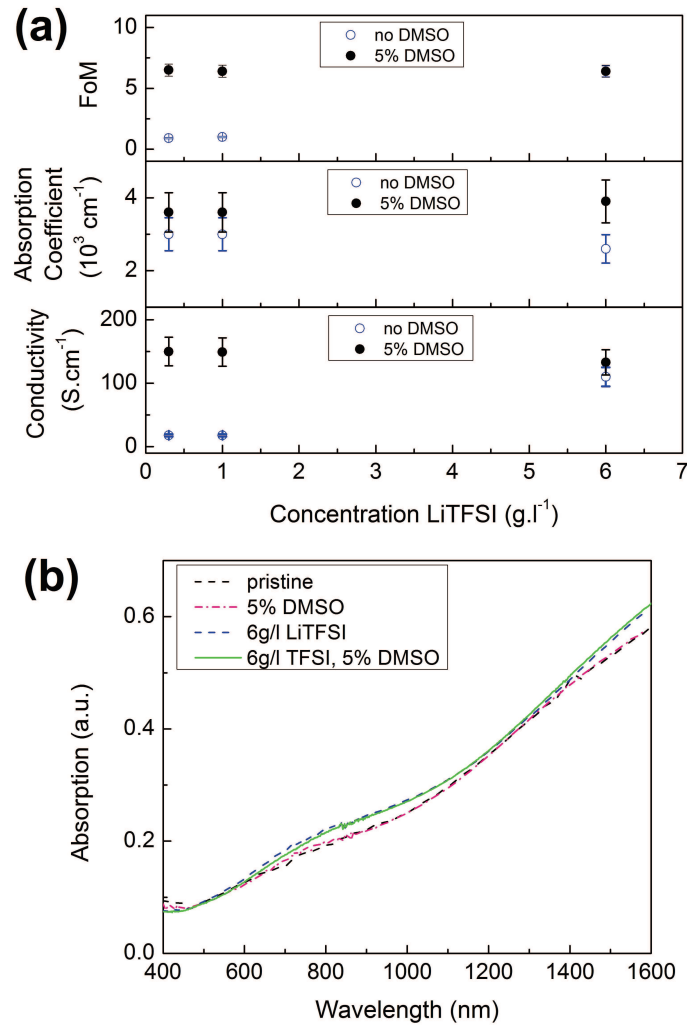 (a)
10
5
0
FoM
no DMSO
5% DMSO
4
2
Absorption
Coefficient
(10³ cm⁻¹)
no DMSO
5% DMSO
200
100
0
Conductivity
(S.cm⁻¹)
no DMSO
5% DMSO
0 1 2 3 4 5 6 7
Concentration LiTFSI (g.l⁻¹)
(b)
pristine
5% DMSO
6g/l LiTFSI
6g/l TFSI, 5% DMSO
0.6
0.4
0.2
0.0
Absorption (a.u.)
400 600 800 1000 1200 1400 1600
Wavelength (nm)